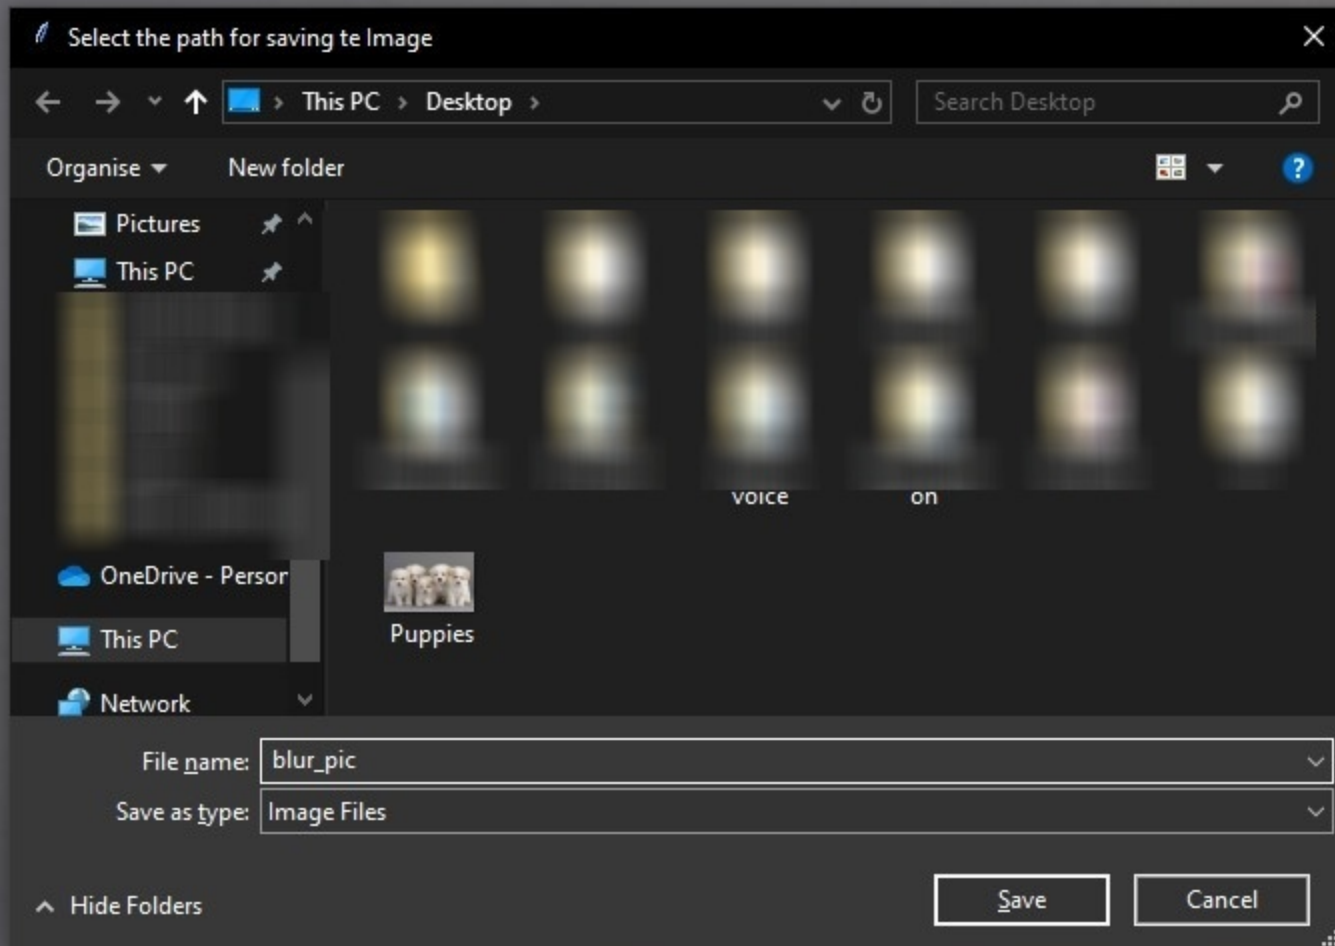 Select the path for saving te Image
This PC > Desktop >
Search Desktop
Organise
New folder
?
Pictures
This PC
OneDrive - Person
This PC
Network
voice
on
Puppies
File name: blur_pic
Save as type: Image Files
Hide Folders
Save
Cancel